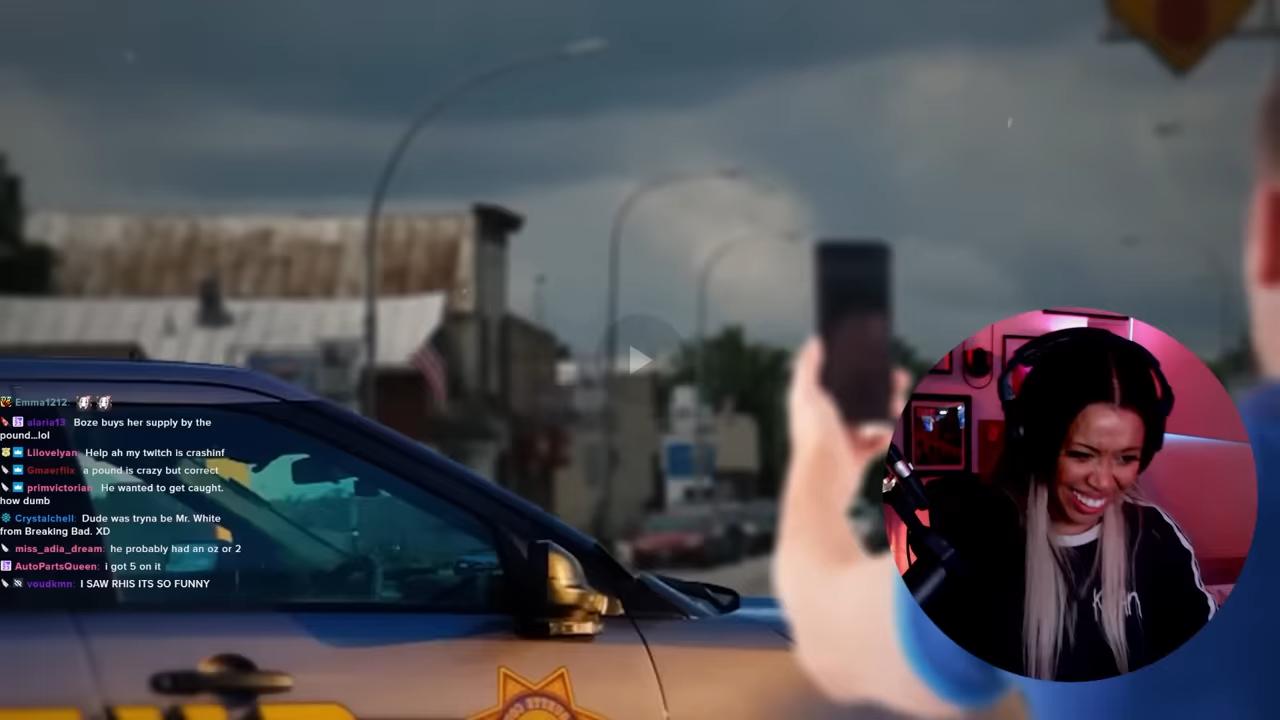 Emma1212:
alaria13 Boze buys her supply by the
pound...lol
Lilovelyan: Help ah my twitch is crashinf
Gmaerflix a pound is crazy but correct
primvictorian He wanted to get caught.
how dumb
Crystalchell: Dude was tryna be Mr. White
from Breaking Bad. XD
miss_adia_dream: he probably had an oz or 2
AutoPartsQueen: i got 5 on it
voudkmn: I SAW RHIS ITS SO FUNNY